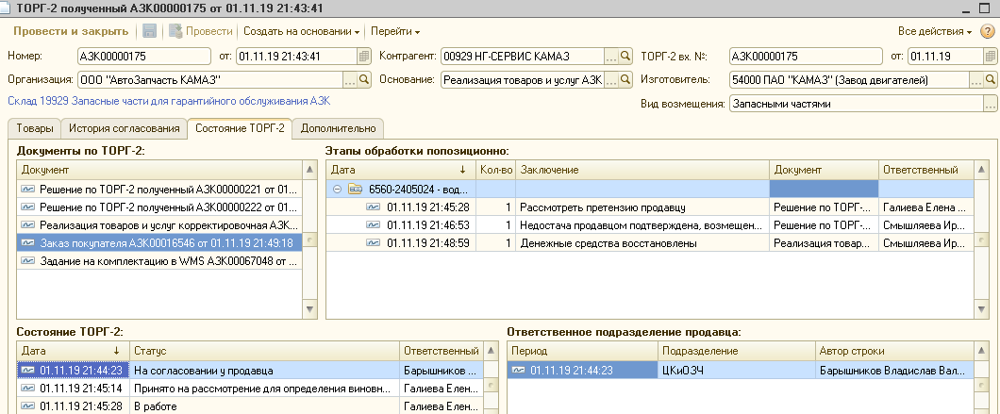 ТОРГ-2 полученный АЗК00000175 от 01.11.19 21:43:41
Провести и закрыть Провести Создать на основании Перейти Все действия
Номер: АЗК00000175 от: 01.11.19 21:43:41 Контрагент: 00929 НГ-СЕРВИС КАМАЗ ... ТОРГ-2 вх. №: АЗК00000175 от: 01.11.19
Организация: ООО "АвтоЗапчасть КАМАЗ" ... Основание: Реализация товаров и услуг АЗК ... Изготовитель: 54000 ПАО "КАМАЗ" (Завод двигателей) ...
Склад 19929 Запасные части для гарантийного обслуживания АЗК Вид возмещения: Запасными частями ...
Товары История согласования Состояние ТОРГ-2 Дополнительно
Документы по ТОРГ-2:
Документ
Решение по ТОРГ-2 полученный АЗК00000221 от 01...
Решение по ТОРГ-2 полученный АЗК00000222 от 01...
Реализация товаров и услуг корректировочная АЗК...
Заказ покупателя АЗК00016546 от 01.11.19 21:49:18
Задание на комплектацию в WMS АЗК00067048 от ...
Этапы обработки попозиционно:
Дата Кол-во Заключение Документ Ответственный
6560-2405024 - вод...
01.11.19 21:45:28 1 Рассмотреть претензию продавцу Решение по ТОРГ-... Галиева Елена ...
01.11.19 21:46:53 1 Недостача продавцом подтверждена, возмещен... Решение по ТОРГ-... Смышляева Ир...
01.11.19 21:48:59 1 Денежные средства восстановлены Реализация товар... Смышляева Ир...
Состояние ТОРГ-2:
Дата Статус Ответственный
01.11.19 21:44:23 На согласовании у продавца Барышников ...
01.11.19 21:45:14 Принято на рассмотрение для определения виновн... Галиева Елен...
01.11.19 21:45:28 В работе Галиева Елен...
Ответственное подразделение продавца:
Период Подразделение Автор строки
01.11.19 21:44:23 ЦКиОЗЧ Барышников Владислав Вал...